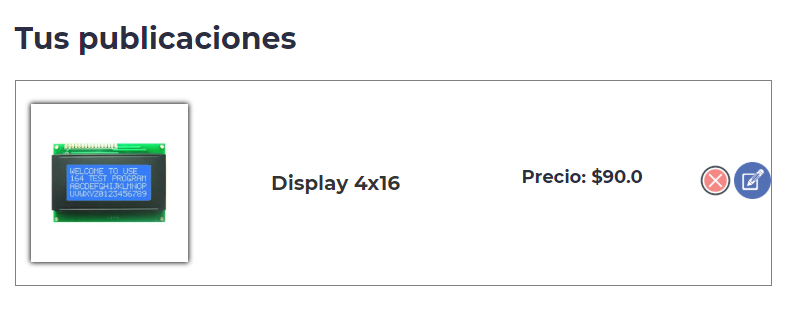 Tus publicaciones
WELCOME TO USE
164 TEST PROGRAM
ABCDEFGHIJKLMNOP
UVWXYZ0123456789
Display 4x16
Precio: $90.0